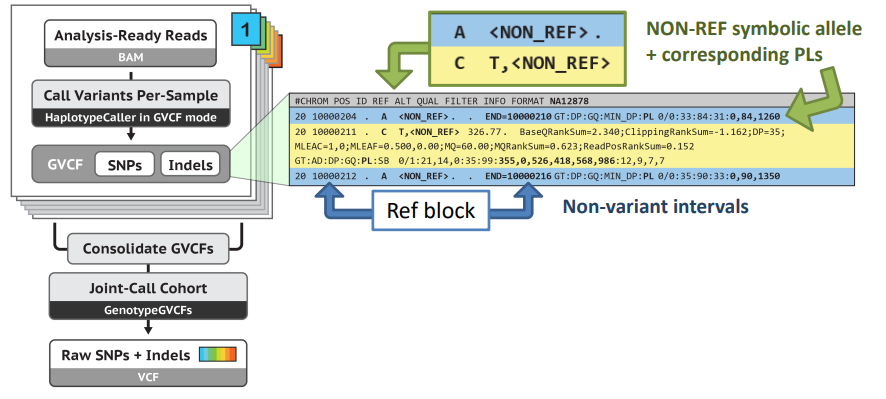 Analysis-Ready Reads
BAM
1
Call Variants Per-Sample
HaplotypeCaller in GVCF mode
GVCF
SNPs
Indels
Consolidate GVCFs
Joint-Call Cohort
GenotypeGVCFs
Raw SNPs + Indels
VCF
A <NON_REF>.
C T,<NON_REF>
NON-REF symbolic allele
+ corresponding PLs
#CHROM POS ID REF ALT QUAL FILTER INFO FORMAT NA12878
20 10000204 . A <NON_REF>. . END=10000210 GT:DP:GQ:MIN_DP:PL 0/0:33:84:31:0,84,1260
20 10000211 . C T,<NON_REF> 326.77. BaseQRankSum=2.340;ClippingRankSum=-1.162;DP=35;
MLEAC=1,0;MLEAF=0.500,0.00;MQ=60.00;MQRankSum=0.623;ReadPosRankSum=0.152
GT:AD:DP:GQ:PL:SB 0/1:21,14,0:35:99:355,0,526,418,568,986:12,9,7,7
20 10000212 . A <NON_REF>. . END=10000216 GT:DP:GQ:MIN_DP:PL 0/0:35:90:33:0,90,1350
Ref block
Non-variant intervals